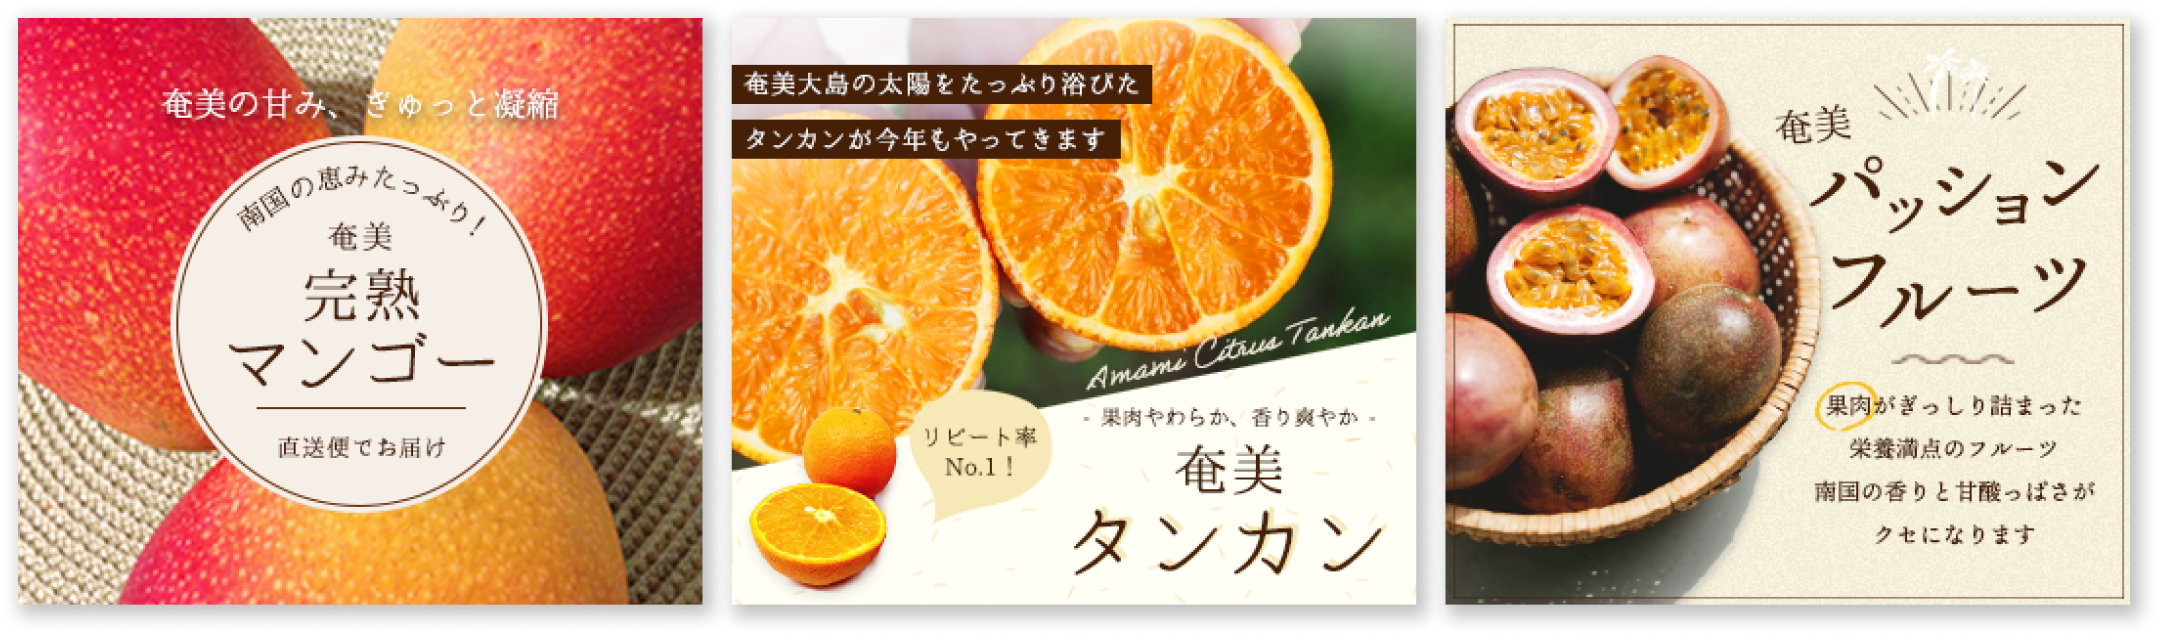 奄美の甘み、ぎゅっと凝縮
南国の恵みたっぷり！
奄美
完熟
マンゴー
直送便でお届け
奄美大島の太陽をたっぷり浴びた
タンカンが今年もやってきます
Amami Citrus Tankan
リピート率
No.1！
- 果肉やわらか、香り爽やか -
奄美
タンカン
奄美
パッション
フルーツ
果肉がぎっしり詰まった
栄養満点のフルーツ
南国の香りと甘酸っぱさが
クセになります